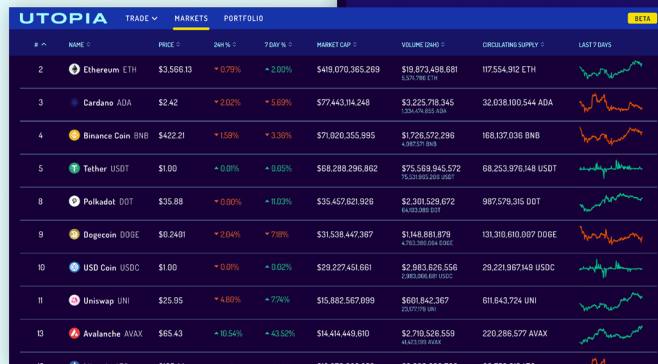 UTOPIA TRADE MARKETS PORTFOLIO BETA
# NAME PRICE 24H % 7 DAY % MARKET CAP VOLUME (24H) CIRCULATING SUPPLY LAST 7 DAYS
2 Ethereum ETH $3,566.13 0.79% 2.00% $419,070,365,269 $19,873,498,681 117,554,912 ETH
5,574,786 ETH
3 Cardano ADA $2.42 2.02% 5.69% $77,443,114,248 $3,225,718,345 32,038,100,544 ADA
1,334,474,855 ADA
4 Binance Coin BNB $422.21 1.59% 3.36% $71,020,355,995 $1,726,572,296 168,137,036 BNB
4,087,571 BNB
5 Tether USDT $1.00 0.01% 0.05% $68,288,296,862 $75,569,945,572 68,253,976,148 USDT
75,531,965,206 USDT
8 Polkadot DOT $35.88 0.00% 11.03% $35,457,621,926 $2,301,529,672 987,579,315 DOT
64,103,089 DOT
9 Dogecoin DOGE $0.2401 2.04% 7.18% $31,538,447,367 $1,148,881,879 131,310,610,007 DOGE
4,783,386,064 DOGE
10 USD Coin USDC $1.00 0.01% 0.02% $29,227,451,661 $2,983,626,556 29,221,967,149 USDC
2,983,066,681 USDC
11 Uniswap UNI $25.95 4.80% 7.74% $15,882,567,099 $601,842,367 611,643,724 UNI
23,177,179 UNI
13 Avalanche AVAX $65.43 10.54% 43.52% $14,414,449,610 $2,710,526,559 220,286,577 AVAX
41,423,199 AVAX